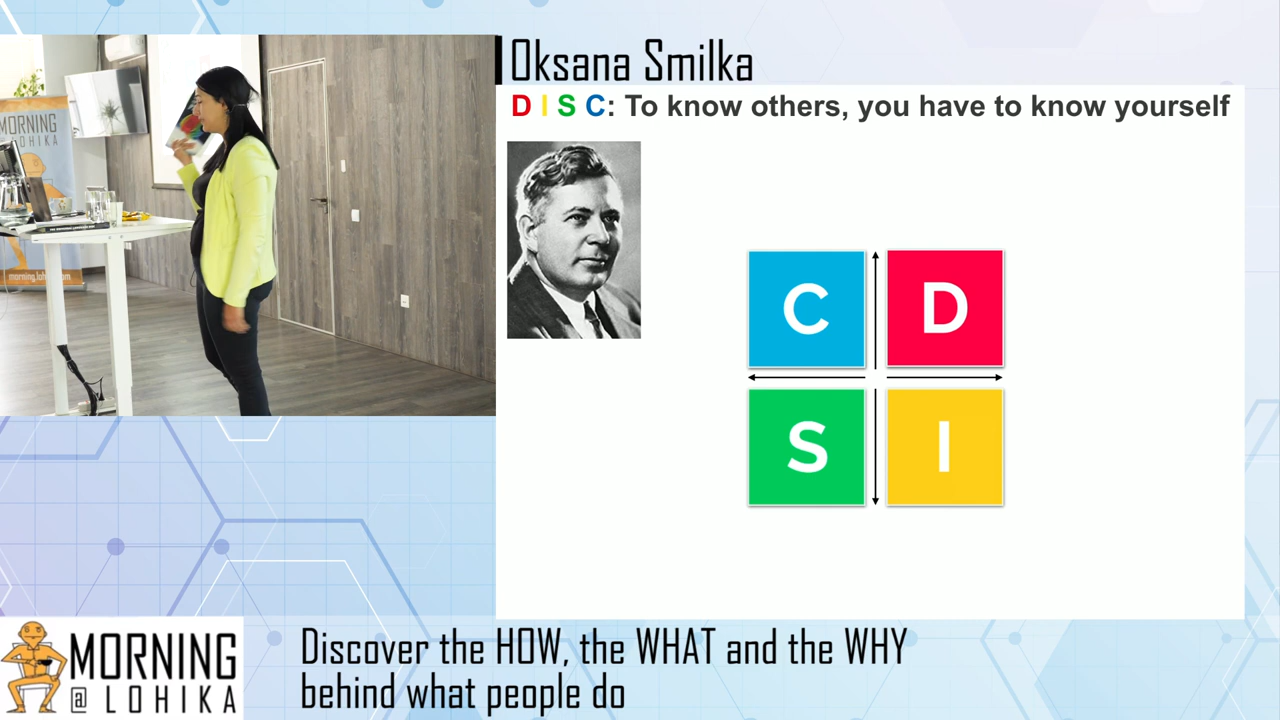 Oksana Smilka
D I S C: To know others, you have to know yourself
C
D
S
I
MORNING
@ LOHIKA
Discover the HOW, the WHAT and the WHY
behind what people do
MORNING
LOHIKA